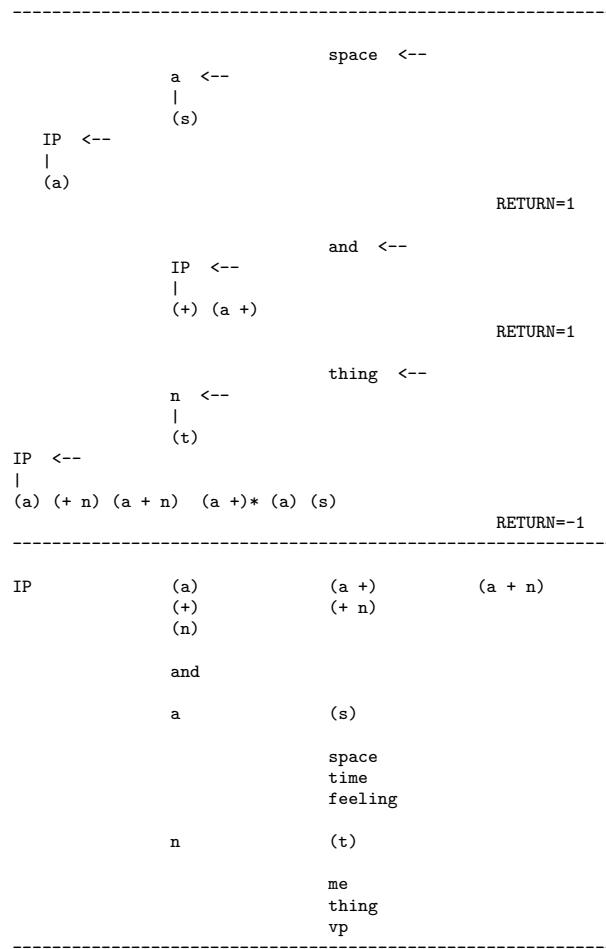 ---------------------------------------------------------------
                                space  <--
                a  <--
                |
                (s)
   IP  <--
   |
   (a)
                                                 RETURN=1
                                and  <--
                IP  <--
                |
                (+) (a +)
                                                 RETURN=1
                                thing  <--
                n  <--
                |
                (t)
IP  <--
|
(a) (+ n) (a + n)  (a +)* (a) (s)
                                                 RETURN=-1
---------------------------------------------------------------
IP              (a)             (a +)          (a + n)
                (+)             (+ n)
                (n)
                and
                a               (s)
                                space
                                time
                                feeling
                n               (t)
                                me
                                thing
                                vp
---------------------------------------------------------------